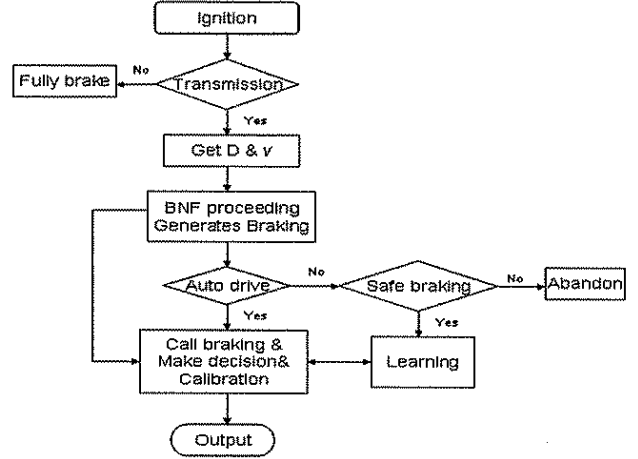 Ignition
No
Fully brake
Transmission
Yes
Get D & v
BNF proceeding
Generates Braking
Auto drive
No
Safe braking
No
Abandon
Yes
Yes
Call braking &
Make decision&
Calibration
Learning
Output